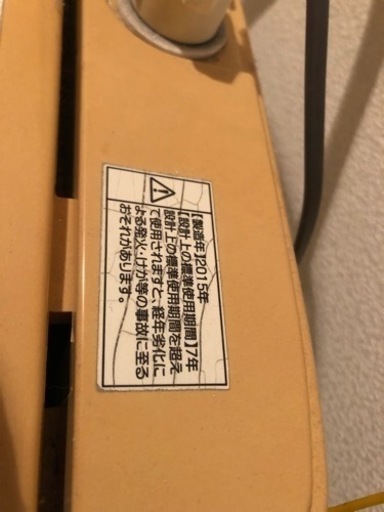 【製造年】2015年
【設計上の標準使用期間】7年
設計上の標準使用期間を超え
て使用されますと、経年劣化に
よる発火・けが等の事故に至る
おそれがあります。